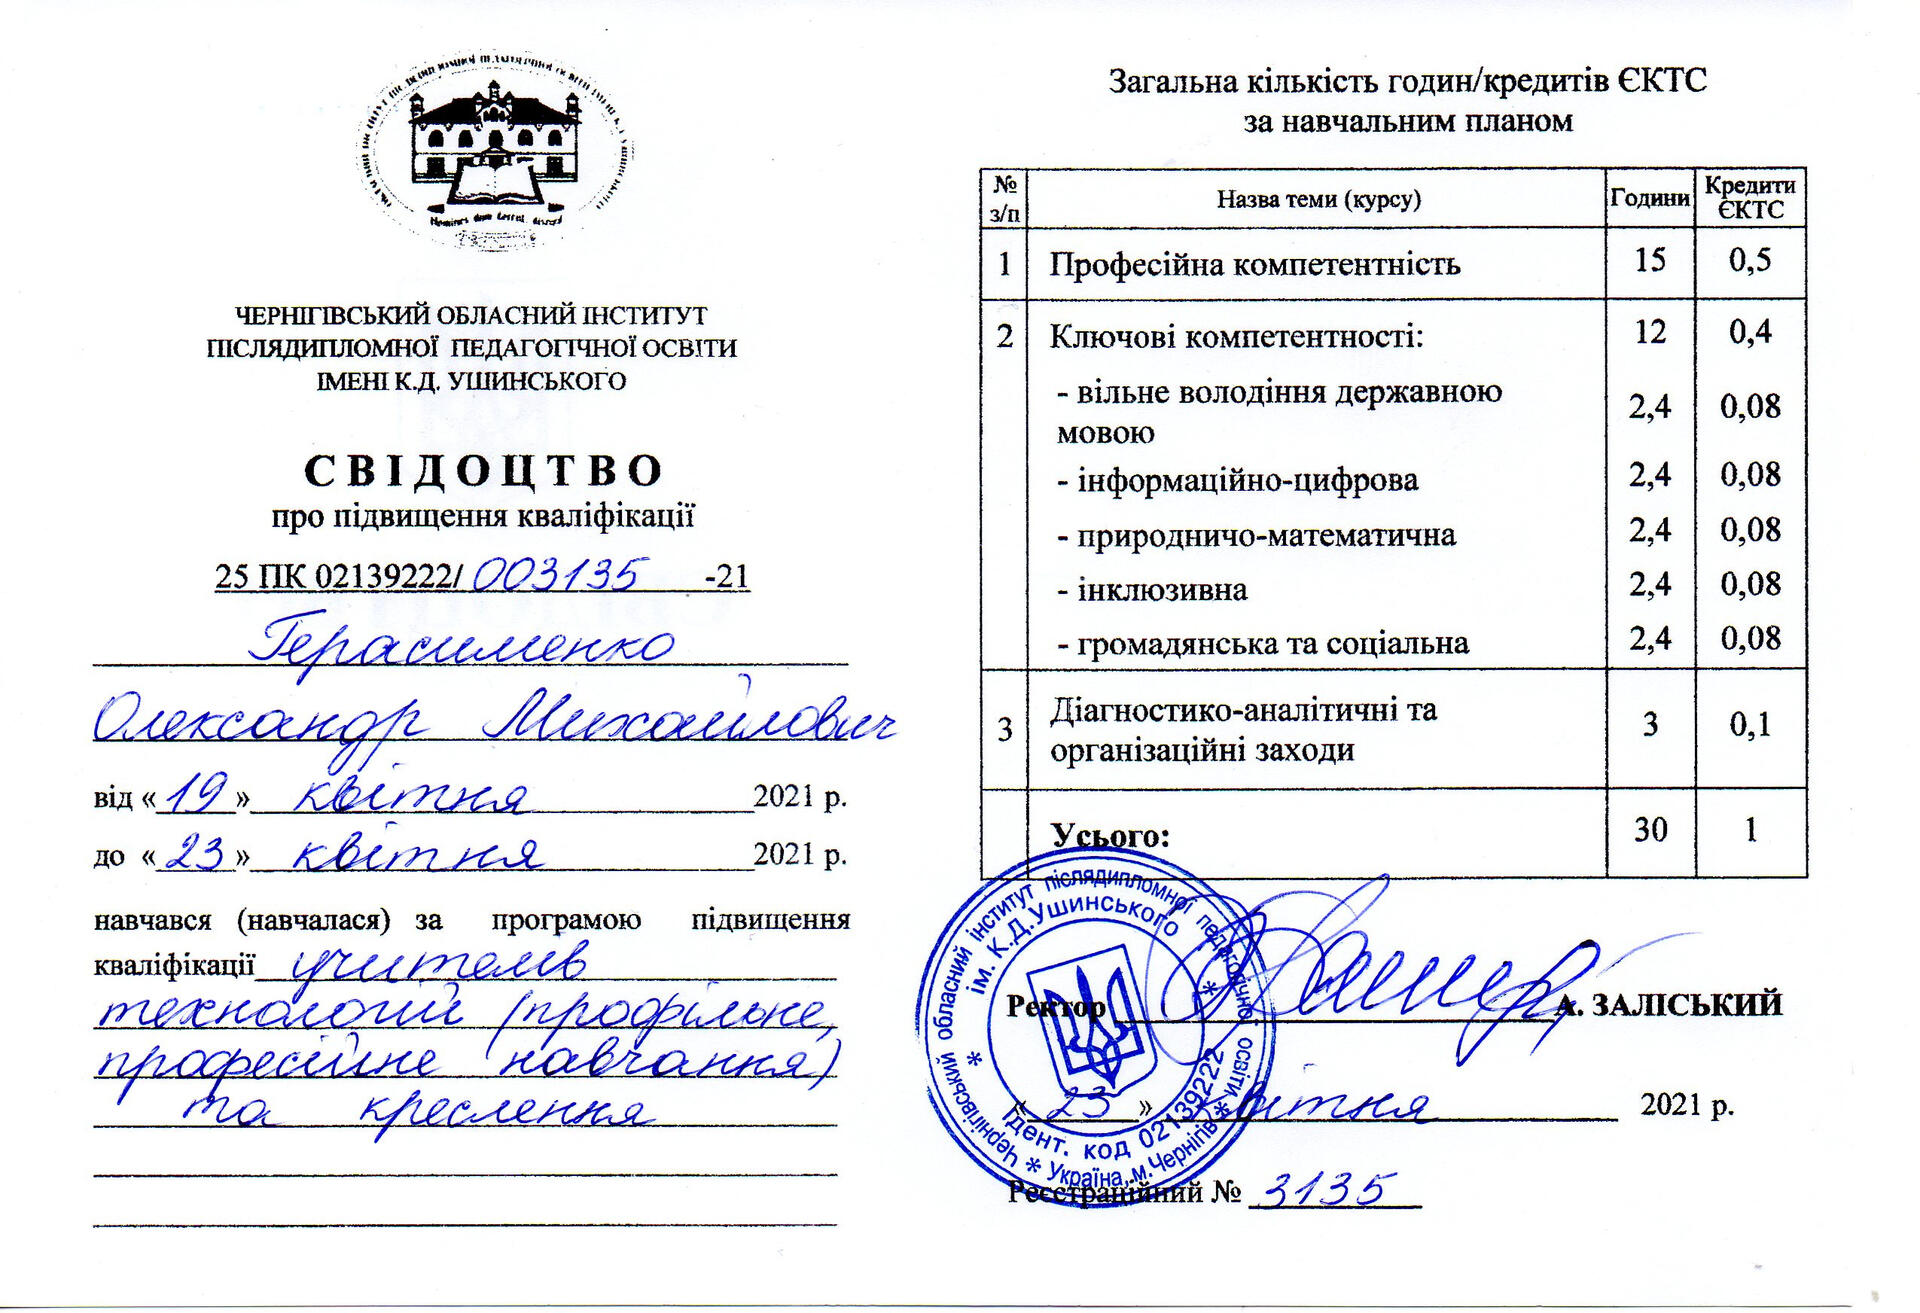 ЧЕРНІГІВСЬКИЙ ОБЛАСНИЙ ІНСТИТУТ
ПІСЛЯДИПЛОМНОЇ ПЕДАГОГІЧНОЇ ОСВІТИ
ІМЕНІ К.Д. УШИНСЬКОГО
СВІДОЦТВО
про підвищення кваліфікації
25 ПК 02139222/ 003135 -21
Герасименко
Олександр Михайлович
від «19» квітня 2021 р.
до «23» квітня 2021 р.
навчався (навчалася) за програмою підвищення
кваліфікації учителів
технологій (профільне,
професійне навчання)
та креслення
Загальна кількість годин/кредитів ЄКТС
за навчальним планом
№ з/п Назва теми (курсу) Години Кредити ЄКТС
1 Професійна компетентність 15 0,5
2 Ключові компетентності: 12 0,4
- вільне володіння державною
мовою 2,4 0,08
- інформаційно-цифрова 2,4 0,08
- природничо-математична 2,4 0,08
- інклюзивна 2,4 0,08
- громадянська та соціальна 2,4 0,08
3 Діагностико-аналітичні та
організаційні заходи 3 0,1
Усього: 30 1
Ректор А. ЗАЛІСЬКИЙ
«23» квітня 2021 р.
Реєстраційний № 3135
Чернігівський обласний інститут післядипломної педагогічної освіти
ім. К.Д.Ушинського
Ідент. код 02139222
* Україна, м.Чернігів *